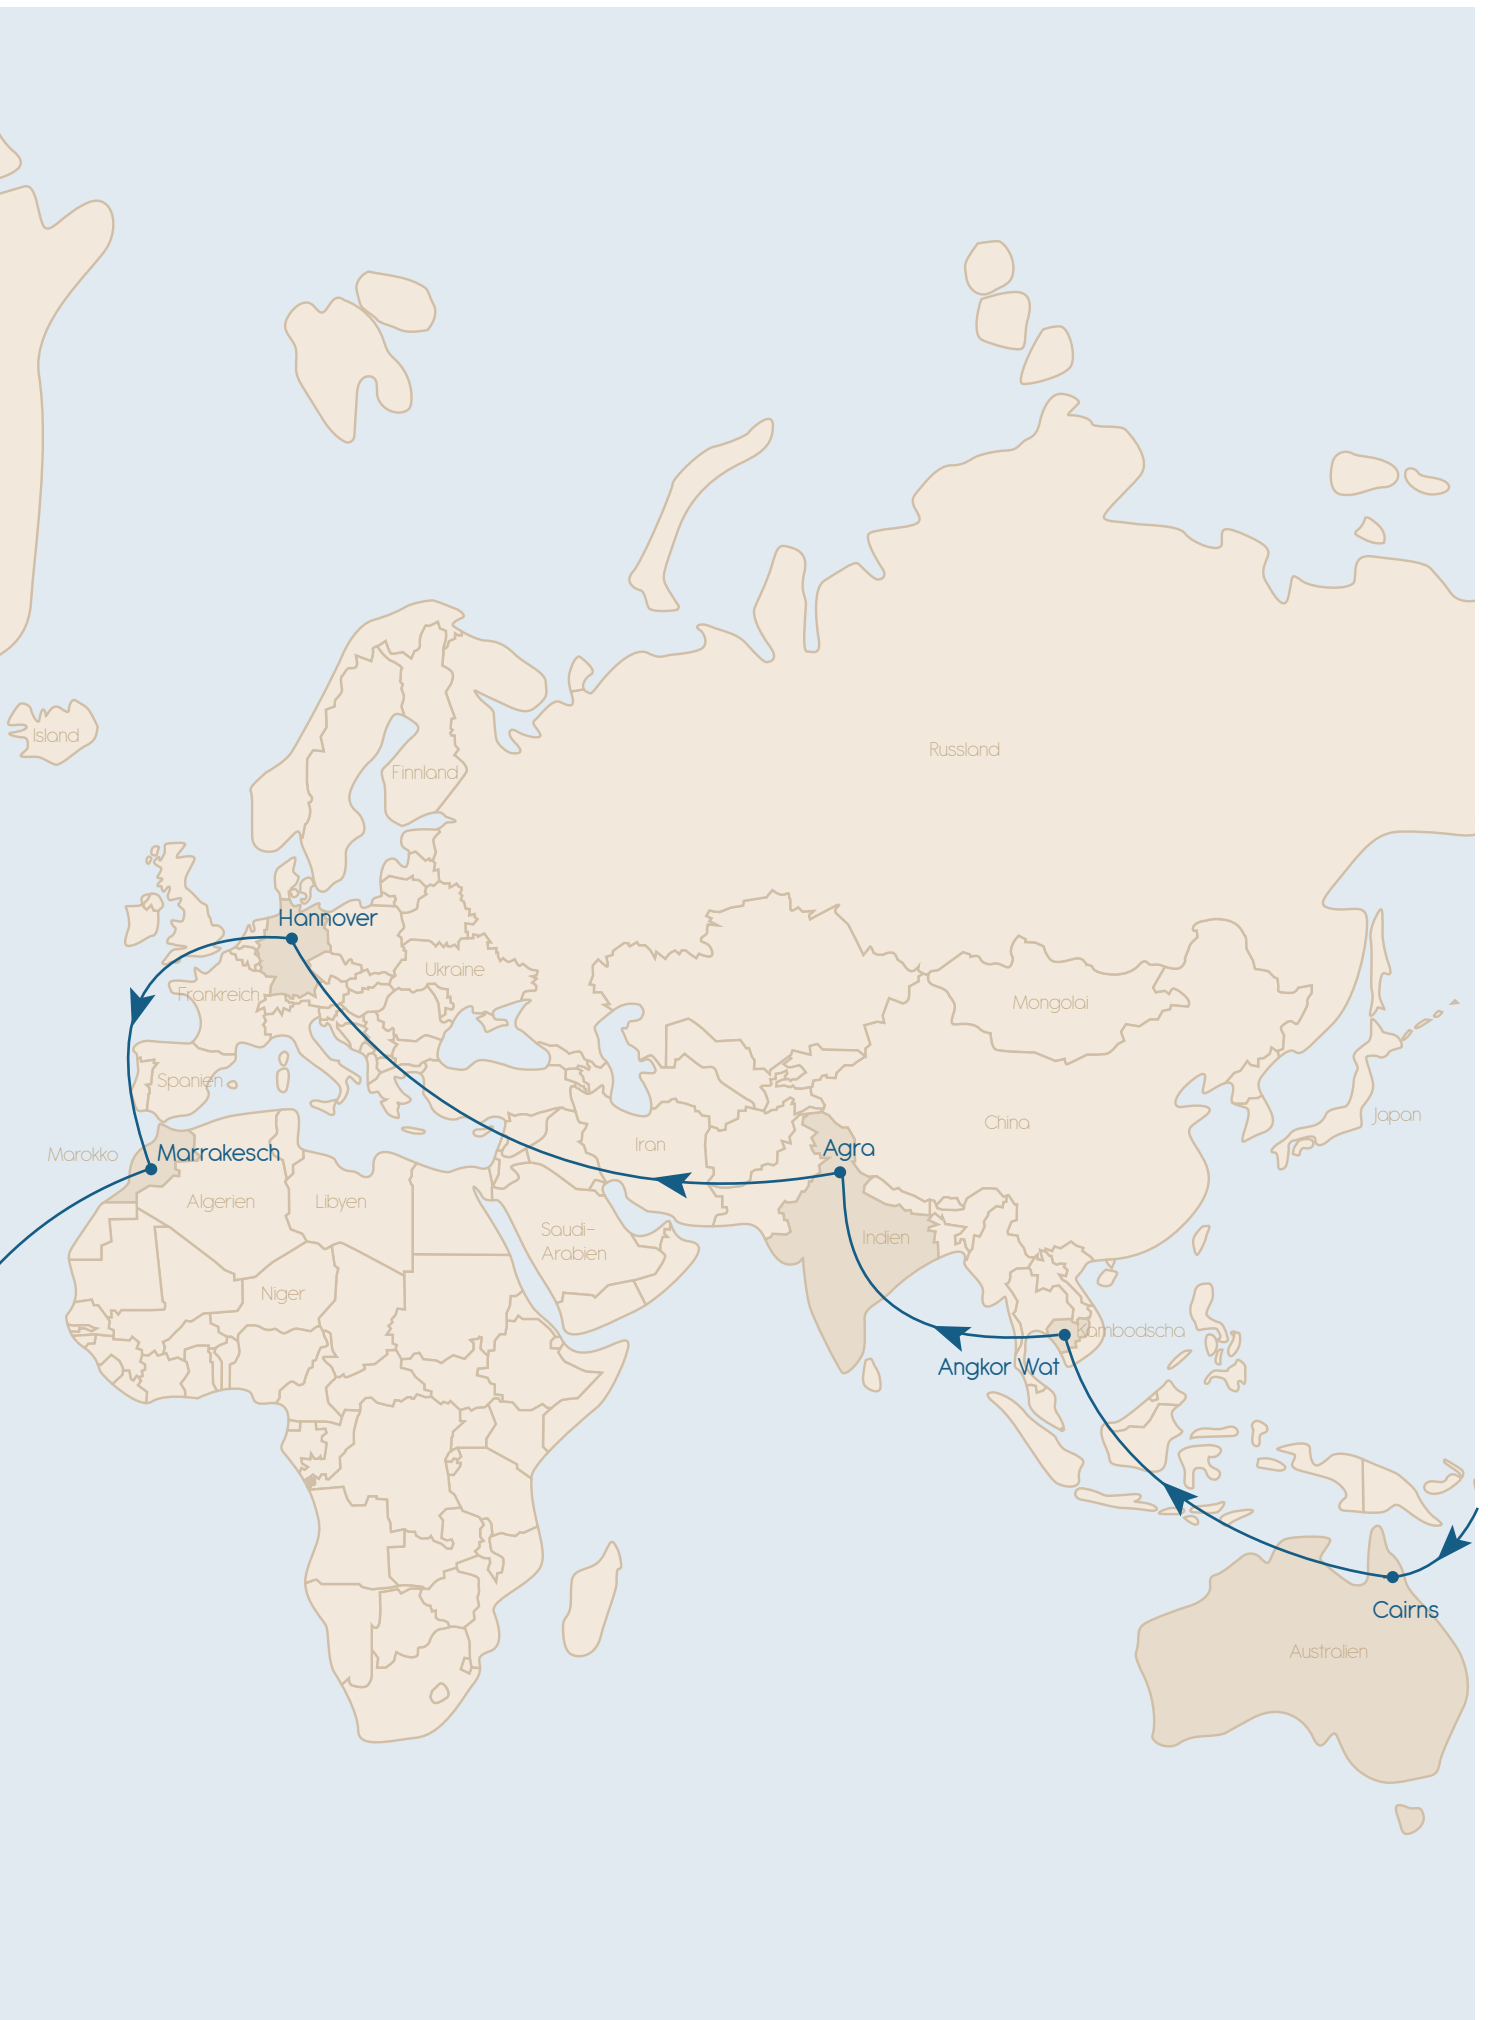 Island
Finnland
Russland
Hannover
Ukraine
Frankreich
Mongolai
Spanien
Japan
China
Iran
Agra
Marokko
Marrakesch
Algerien
Libyen
Saudi-
Arabien
Indien
Niger
Kambodscha
Angkor Wat
Cairns
Australien